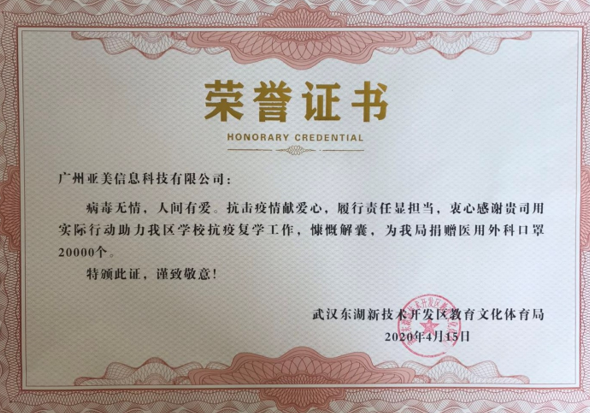 荣誉证书
HONORARY CREDENTIAL
广州亚美信息科技有限公司：
病毒无情，人间有爱。抗击疫情献爱心，履行责任显担当，衷心感谢贵司用
实际行动助力我区学校抗疫复学工作，慷慨解囊，为我局捐赠医用外科口罩
20000个。
特颁此证，谨致敬意！
武汉东湖新技术开发区教育文化体育局
2020年4月15日